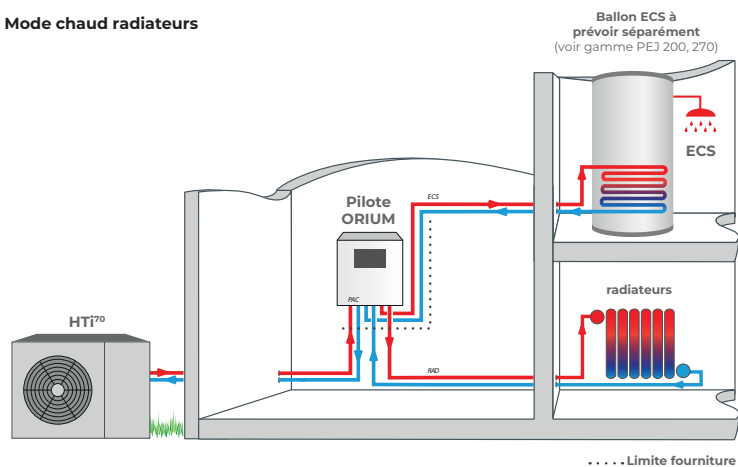 Mode chaud radiateurs
Ballon ECS à
prévoir séparément
(voir gamme PEJ 200, 270)
ECS
Pilote
ORIUM
ECS
PAC
radiateurs
HTi⁷⁰
RAD
Limite fourniture